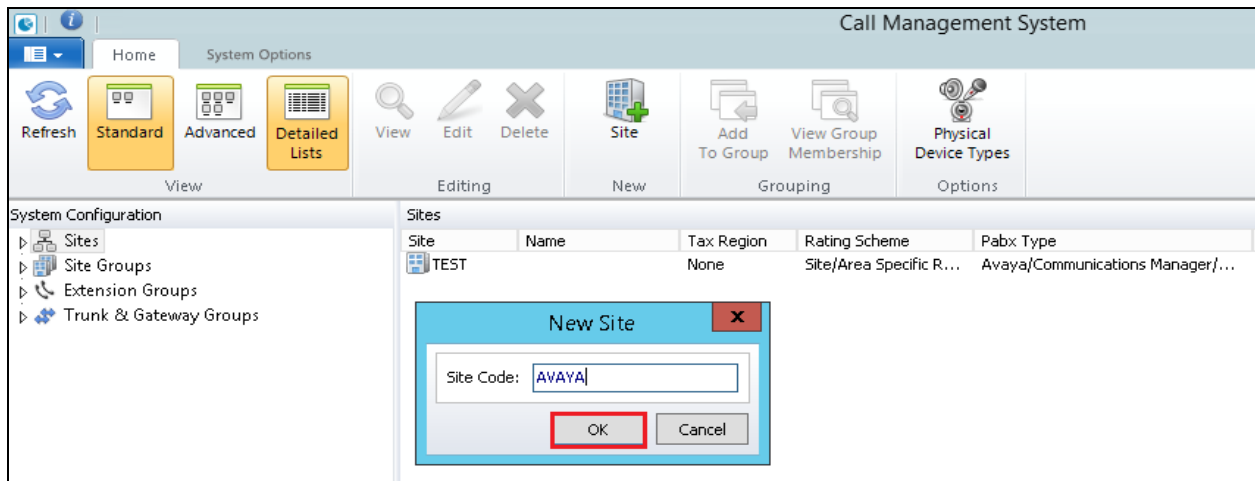 Call Management System
Home System Options
Refresh Standard Advanced Detailed Lists View Edit Delete Site Add To Group View Group Membership Physical Device Types
View Editing New Grouping Options
System Configuration Sites
Sites Site Name Tax Region Rating Scheme Pabx Type
Site Groups TEST None Site/Area Specific R... Avaya/Communications Manager/...
Extension Groups
Trunk & Gateway Groups
New Site
x
Site Code: AVAYA
OK Cancel